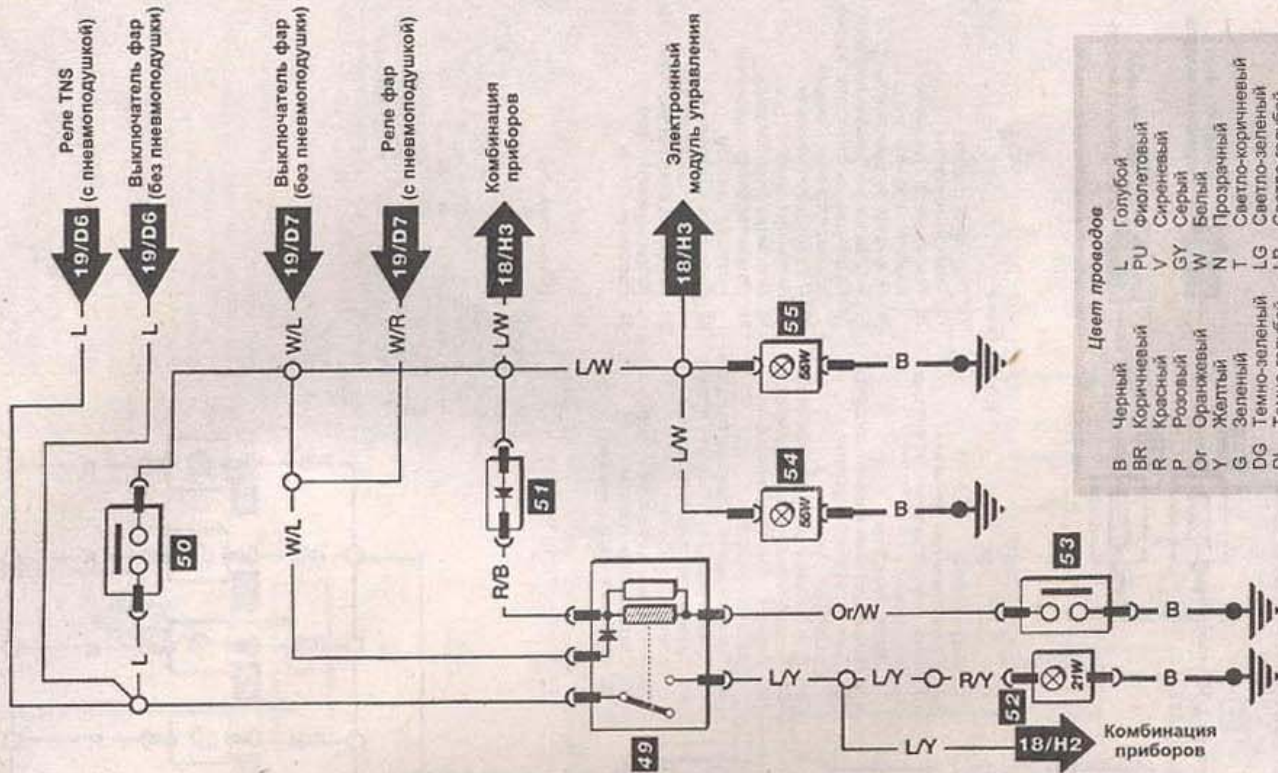 Реле TNS
(с пневмоподушкой)
Выключатель фар
(без пневмоподушки)
Выключатель фар
(без пневмоподушки)
Реле фар
(с пневмоподушкой)
Комбинация
приборов
Электронный
модуль управления
19/D6
19/D6
19/D7
19/D7
18/H3
18/H3
L
L
W/L
W/R
L/W
L/W
L/W
50
W/L
51
55
55W
B
54
55W
B
L
R/B
49
Or/W
53
B
L/Y
L/Y
R/Y
52
21W
B
L/Y
18/H2
Комбинация
приборов
Цвет проводов
B Черный L Голубой
BR Коричневый PU Фиолетовый
R Красный V Сиреневый
P Розовый GY Серый
Or Оранжевый W Белый
Y Желтый N Прозрачный
G Зеленый T Светло-коричневый
DG Темно-зеленый LG Светло-зеленый